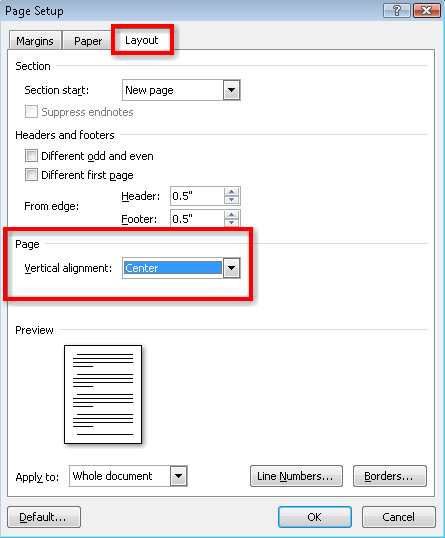 Page Setup
Margins Paper Layout
Section
Section start: New page
Suppress endnotes
Headers and footers
Different odd and even
Different first page
Header: 0.5"
From edge:
Footer: 0.5"
Page
Vertical alignment: Center
Preview
Apply to: Whole document Line Numbers... Borders...
Default... OK Cancel